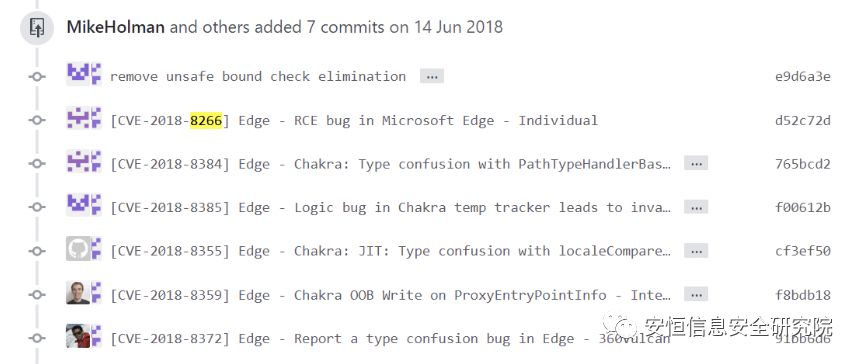 MikeHolman and others added 7 commits on 14 Jun 2018
remove unsafe bound check elimination … e9d6a3e
[CVE-2018-8266] Edge - RCE bug in Microsoft Edge - Individual d52c72d
[CVE-2018-8384] Edge - Chakra: Type confusion with PathTypeHandlerBas… … 765bcd2
[CVE-2018-8385] Edge - Logic bug in Chakra temp tracker leads to inva… … f00612b
[CVE-2018-8355] Edge - Chakra: JIT: Type confusion with localeCompare… … cf3ef50
[CVE-2018-8359] Edge - Chakra OOB Write on ProxyEntryPointInfo - Inte… … f8bdb18
[CVE-2018-8372] Edge - Report a type confusion bug in Edge - 360Vulcan 91bb6d6
安恒信息安全研究院